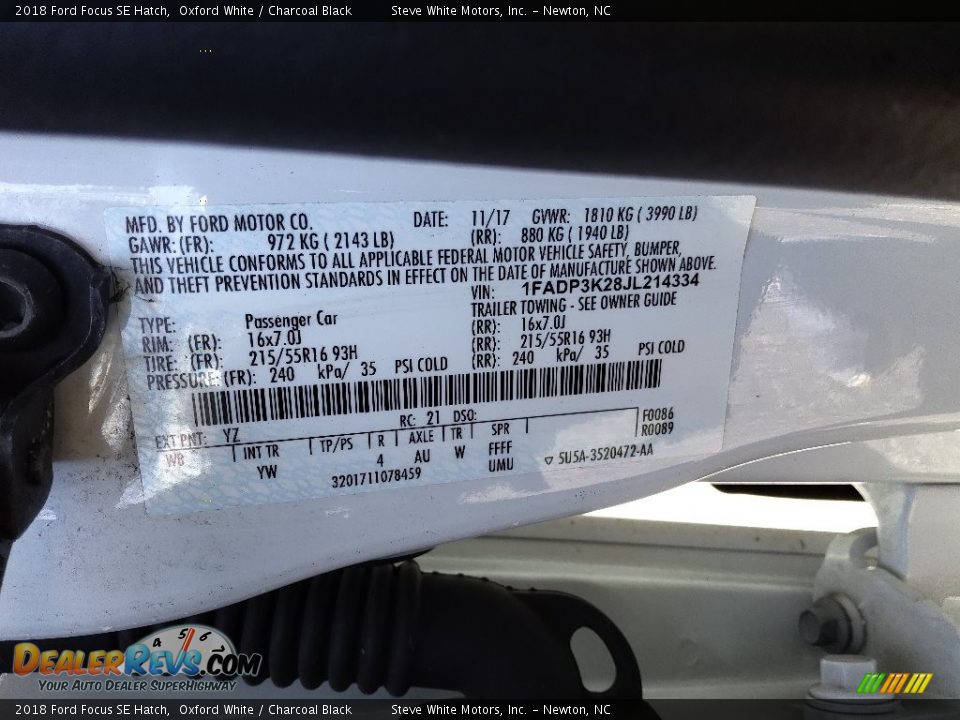 2018 Ford Focus SE Hatch, Oxford White / Charcoal Black Steve White Motors, Inc. – Newton, NC
MFD. BY FORD MOTOR CO. DATE: 11/17 GVWR: 1810 KG ( 3990 LB)
GAWR: (FR): 972 KG ( 2143 LB) (RR): 880 KG ( 1940 LB)
THIS VEHICLE CONFORMS TO ALL APPLICABLE FEDERAL MOTOR VEHICLE SAFETY, BUMPER,
AND THEFT PREVENTION STANDARDS IN EFFECT ON THE DATE OF MANUFACTURE SHOWN ABOVE.
VIN: 1FADP3K28JL214334
TRAILER TOWING - SEE OWNER GUIDE
TYPE: Passenger Car
RIM: (FR): 16x7.0J (RR): 16x7.0J
TIRE: (FR): 215/55R16 93H (RR): 215/55R16 93H
PRESSURE: (FR): 240 kPa/ 35 PSI COLD (RR): 240 kPa/ 35 PSI COLD
EXT PNT: YZ RC: 21 DSO: F0086
R0089
WB INT TR TP/PS R AXLE TR SPR
YW 4 AU W FFFF
UMU
3201711078459 5U5A-3520472-AA
4 5 6
DEALERREVS.COM
YOUR AUTO DEALER SUPERHIGHWAY
2018 Ford Focus SE Hatch, Oxford White / Charcoal Black Steve White Motors, Inc. – Newton, NC